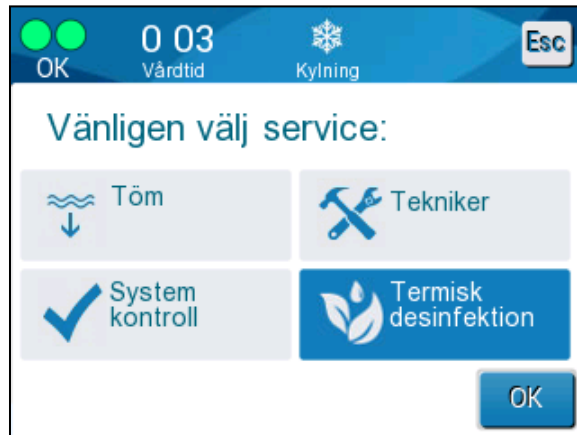 OK
0 03
Vårdtid
Kylning
Esc
Vänligen välj service:
Töm
Tekniker
System
kontroll
Termisk
desinfektion
OK